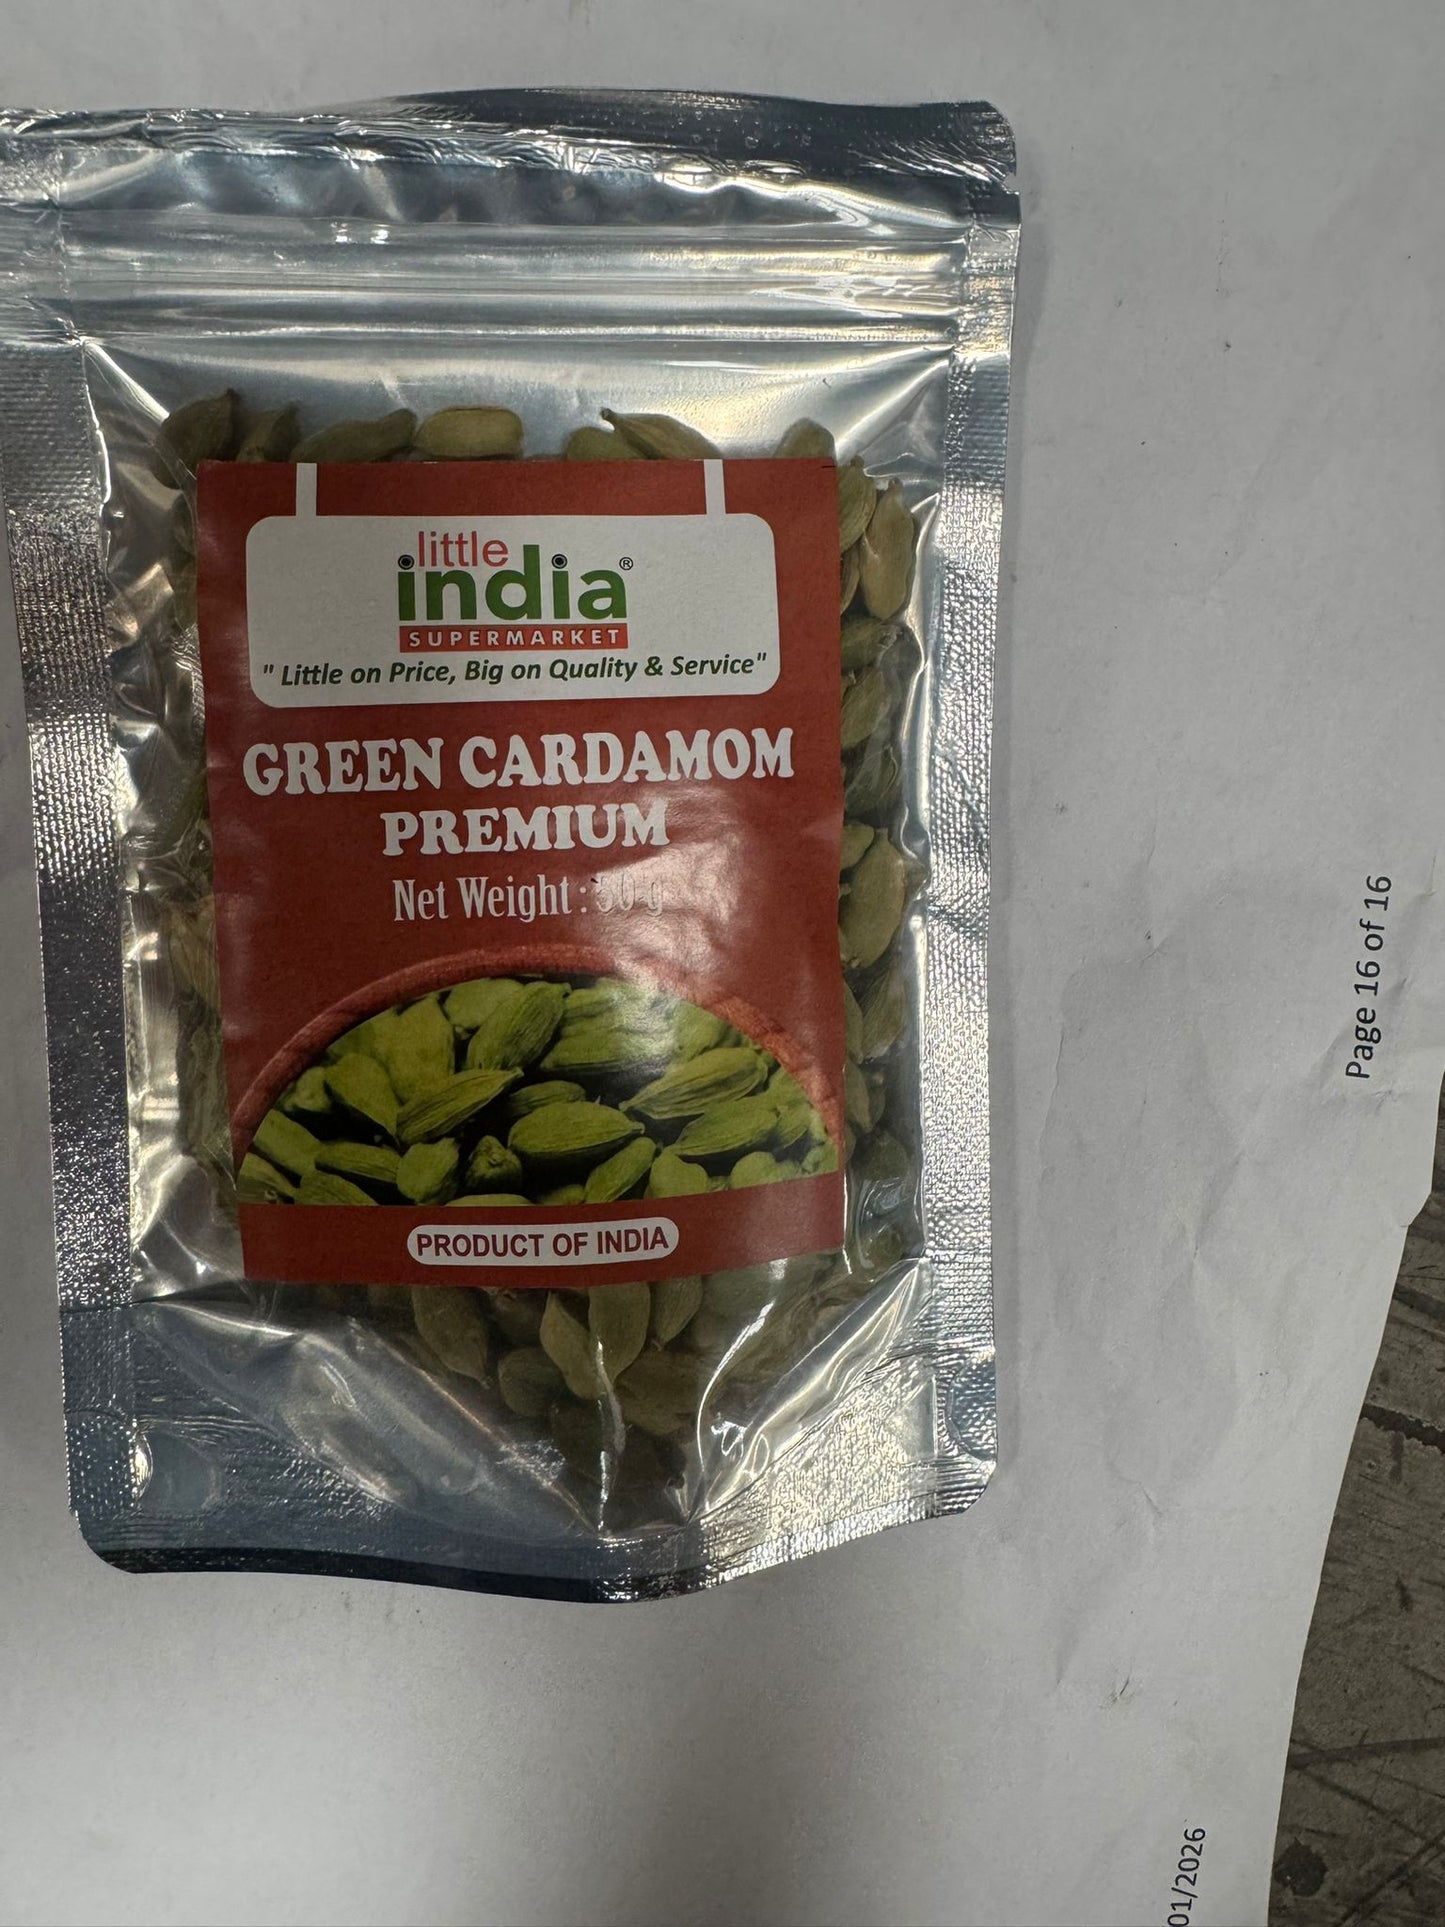 little
india®
SUPERMARKET
" Little on Price, Big on Quality & Service"
GREEN CARDAMOM
PREMIUM
Net Weight : 50 g
PRODUCT OF INDIA
Page 16 of 16
01/2026